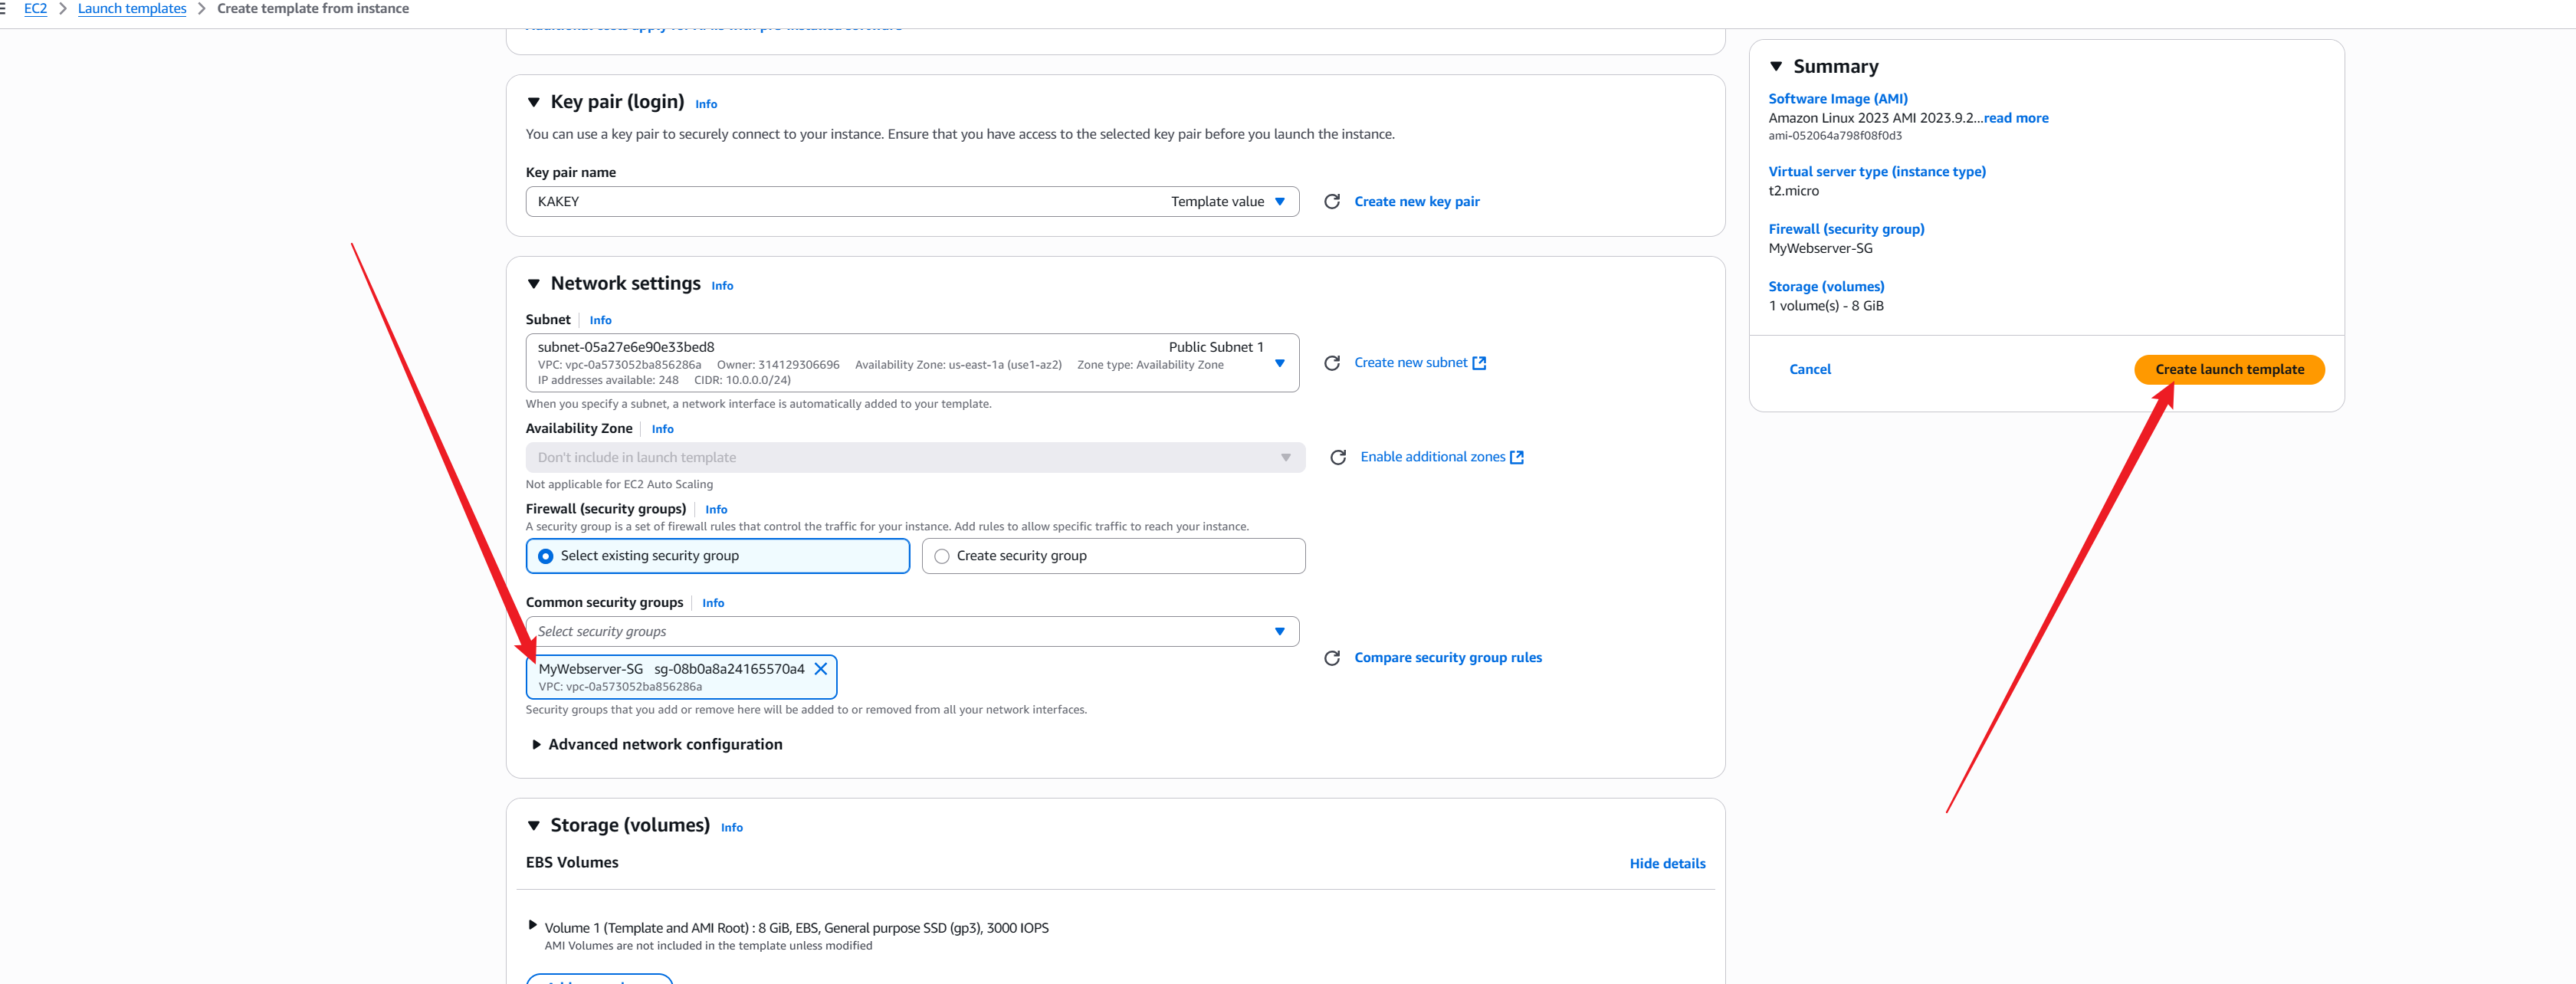 EC2 > Launch templates > Create template from instance
Key pair (login) Info
You can use a key pair to securely connect to your instance. Ensure that you have access to the selected key pair before you launch the instance.
Key pair name
KAKEY Template value
Create new key pair
Network settings Info
Subnet | Info
subnet-05a27e6e90e33bed8 Public Subnet 1
VPC: vpc-0a573052ba856286a Owner: 314129306696 Availability Zone: us-east-1a (use1-az2) Zone type: Availability Zone
IP addresses available: 248 CIDR: 10.0.0.0/24)
Create new subnet
When you specify a subnet, a network interface is automatically added to your template.
Availability Zone | Info
Don't include in launch template
Enable additional zones
Not applicable for EC2 Auto Scaling
Firewall (security groups) | Info
A security group is a set of firewall rules that control the traffic for your instance. Add rules to allow specific traffic to reach your instance.
Select existing security group
Create security group
Common security groups | Info
Select security groups
MyWebserver-SG sg-08b0a8a24165570a4
VPC: vpc-0a573052ba856286a
Compare security group rules
Security groups that you add or remove here will be added to or removed from all your network interfaces.
Advanced network configuration
Storage (volumes) Info
EBS Volumes
Hide details
Volume 1 (Template and AMI Root) : 8 GiB, EBS, General purpose SSD (gp3), 3000 IOPS
AMI Volumes are not included in the template unless modified
Summary
Software Image (AMI)
Amazon Linux 2023 AMI 2023.9.2...read more
ami-052064a798f08f0d3
Virtual server type (instance type)
t2.micro
Firewall (security group)
MyWebserver-SG
Storage (volumes)
1 volume(s) - 8 GiB
Cancel
Create launch template